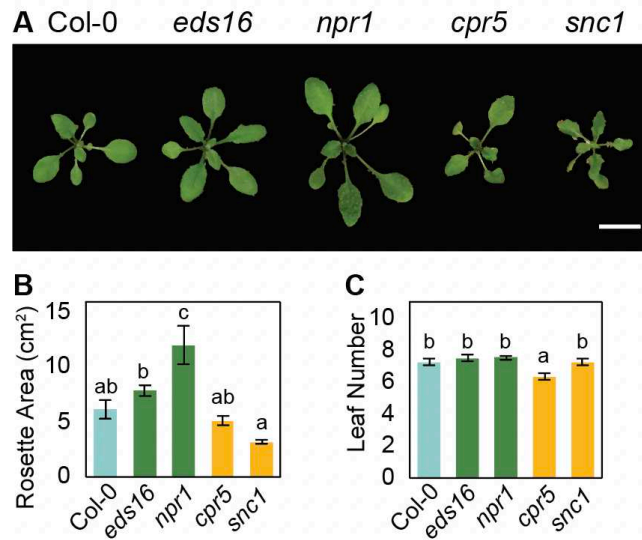 A Col-0 eds16 npr1 cpr5 snc1
B
Rosette Area (cm²)
15
10
5
0
ab
b
c
ab
a
Col-0
eds16
npr1
cpr5
snc1
C
Leaf Number
10
8
6
4
2
0
b
b
b
a
b
Col-0
eds16
npr1
cpr5
snc1